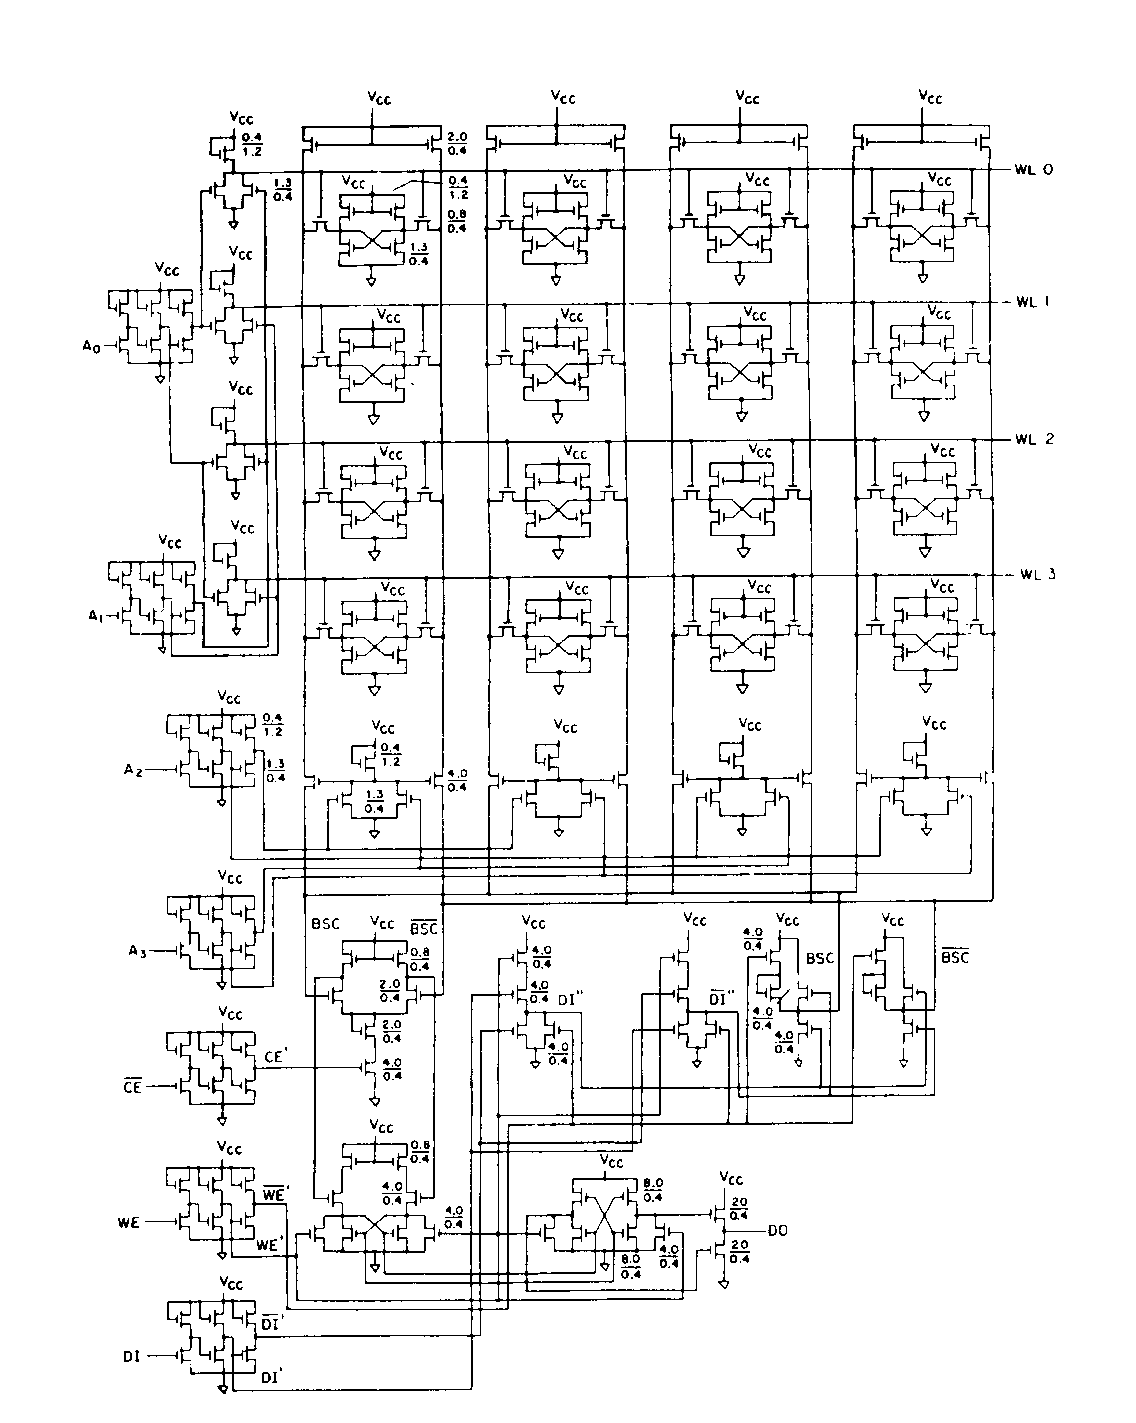 VCC VCC VCC VCC
VCC 0.4/1.2 2.0/0.4
WL 0
1.3/0.4 VCC 0.4/1.2 VCC VCC VCC
0.8/0.4
1.3/0.4
VCC
VCC WL 1
VCC VCC VCC VCC
A0
VCC
WL 2
VCC VCC VCC VCC
VCC
VCC
WL 3
VCC VCC VCC VCC
A1
VCC
0.4/1.2 VCC VCC VCC VCC
0.4/1.2
A2 1.3/0.4 4.0/0.4
1.3/0.4
VCC
BSC VCC BSC VCC VCC VCC VCC
4.0/0.4 BSC BSC
A3 0.8/0.4 4.0/0.4
2.0/0.4 4.0/0.4 DI" DI" 4.0/0.4
VCC 2.0/0.4 4.0/0.4 4.0/0.4
CE' 4.0/0.4
CE
VCC VCC 0.8/0.4
WE' VCC 8.0/0.4 VCC
4.0/0.4 4.0/0.4 20/0.4
WE DO
WE' 8.0/0.4 4.0/0.4 20/0.4
VCC
DI'
DI
DI'